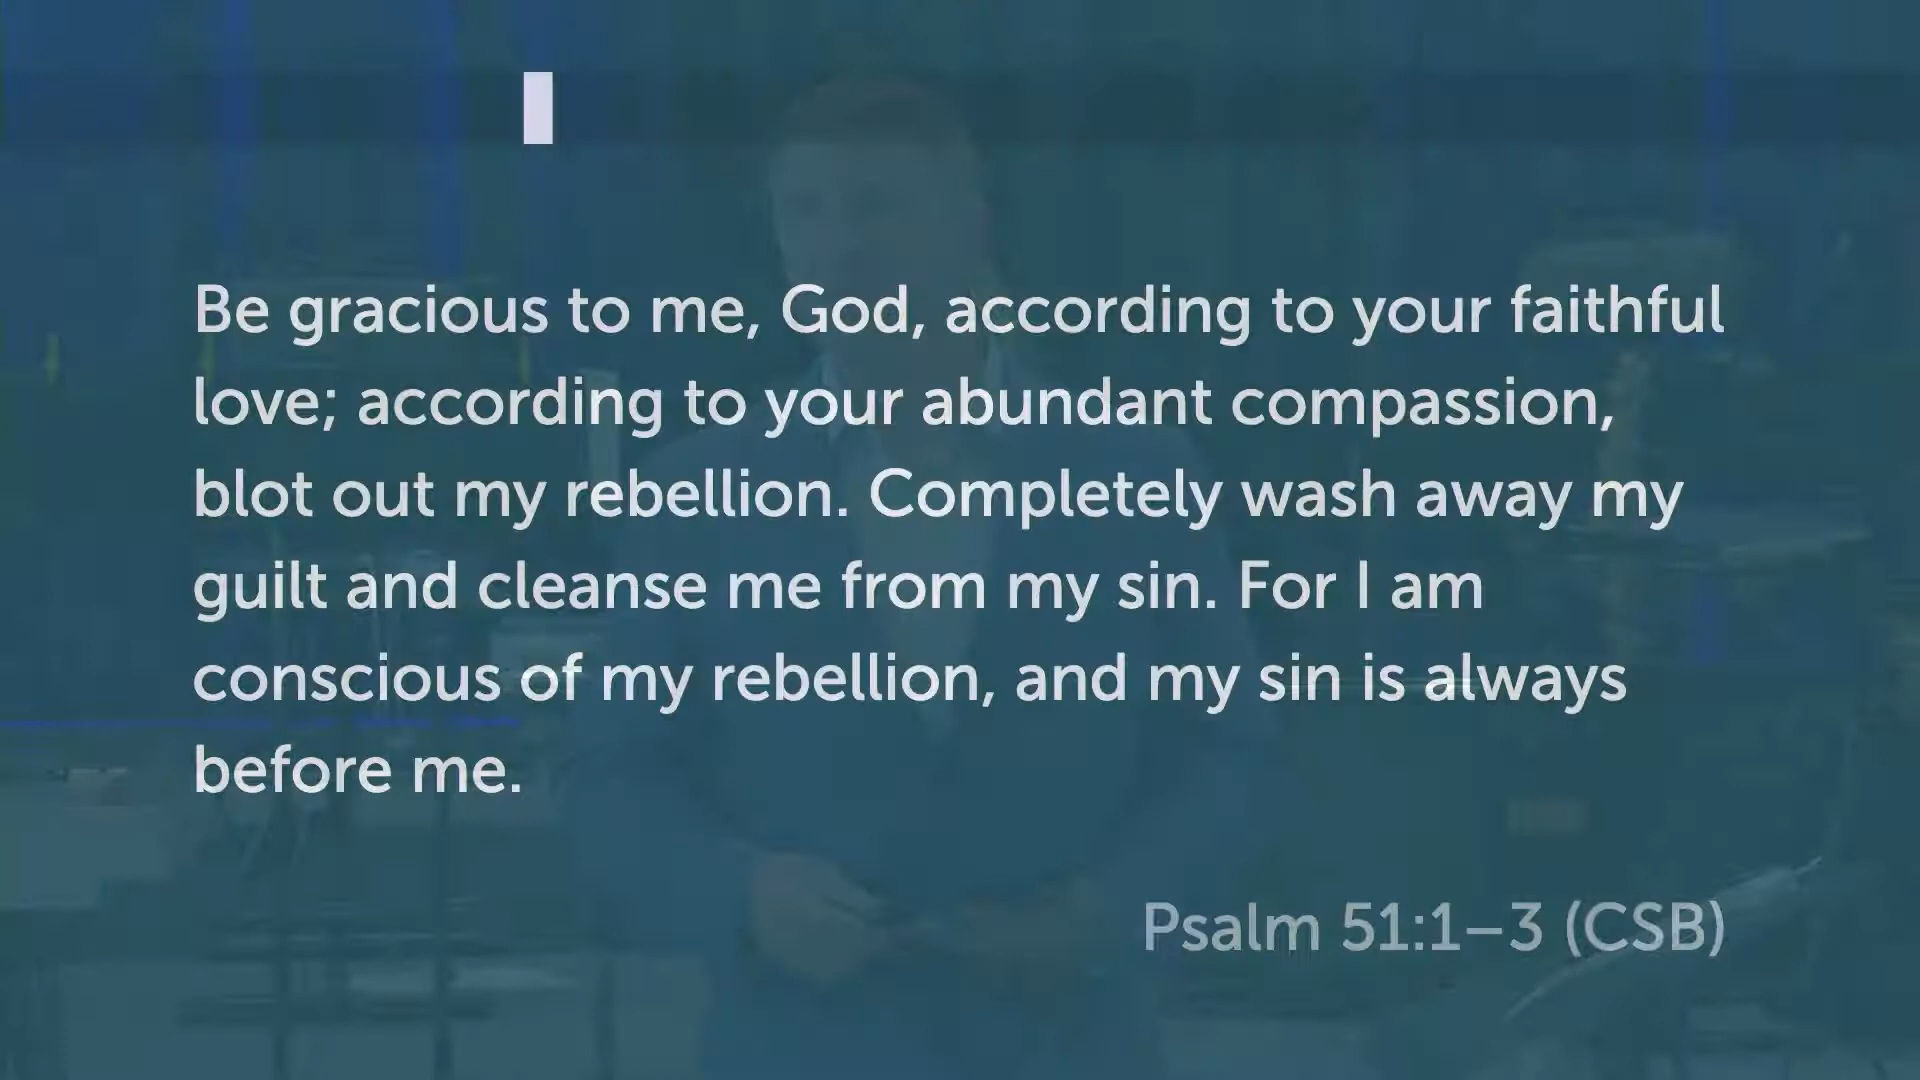 Be gracious to me, God, according to your faithful
love; according to your abundant compassion,
blot out my rebellion. Completely wash away my
guilt and cleanse me from my sin. For I am
conscious of my rebellion, and my sin is always
before me.
Psalm 51:1–3 (CSB)